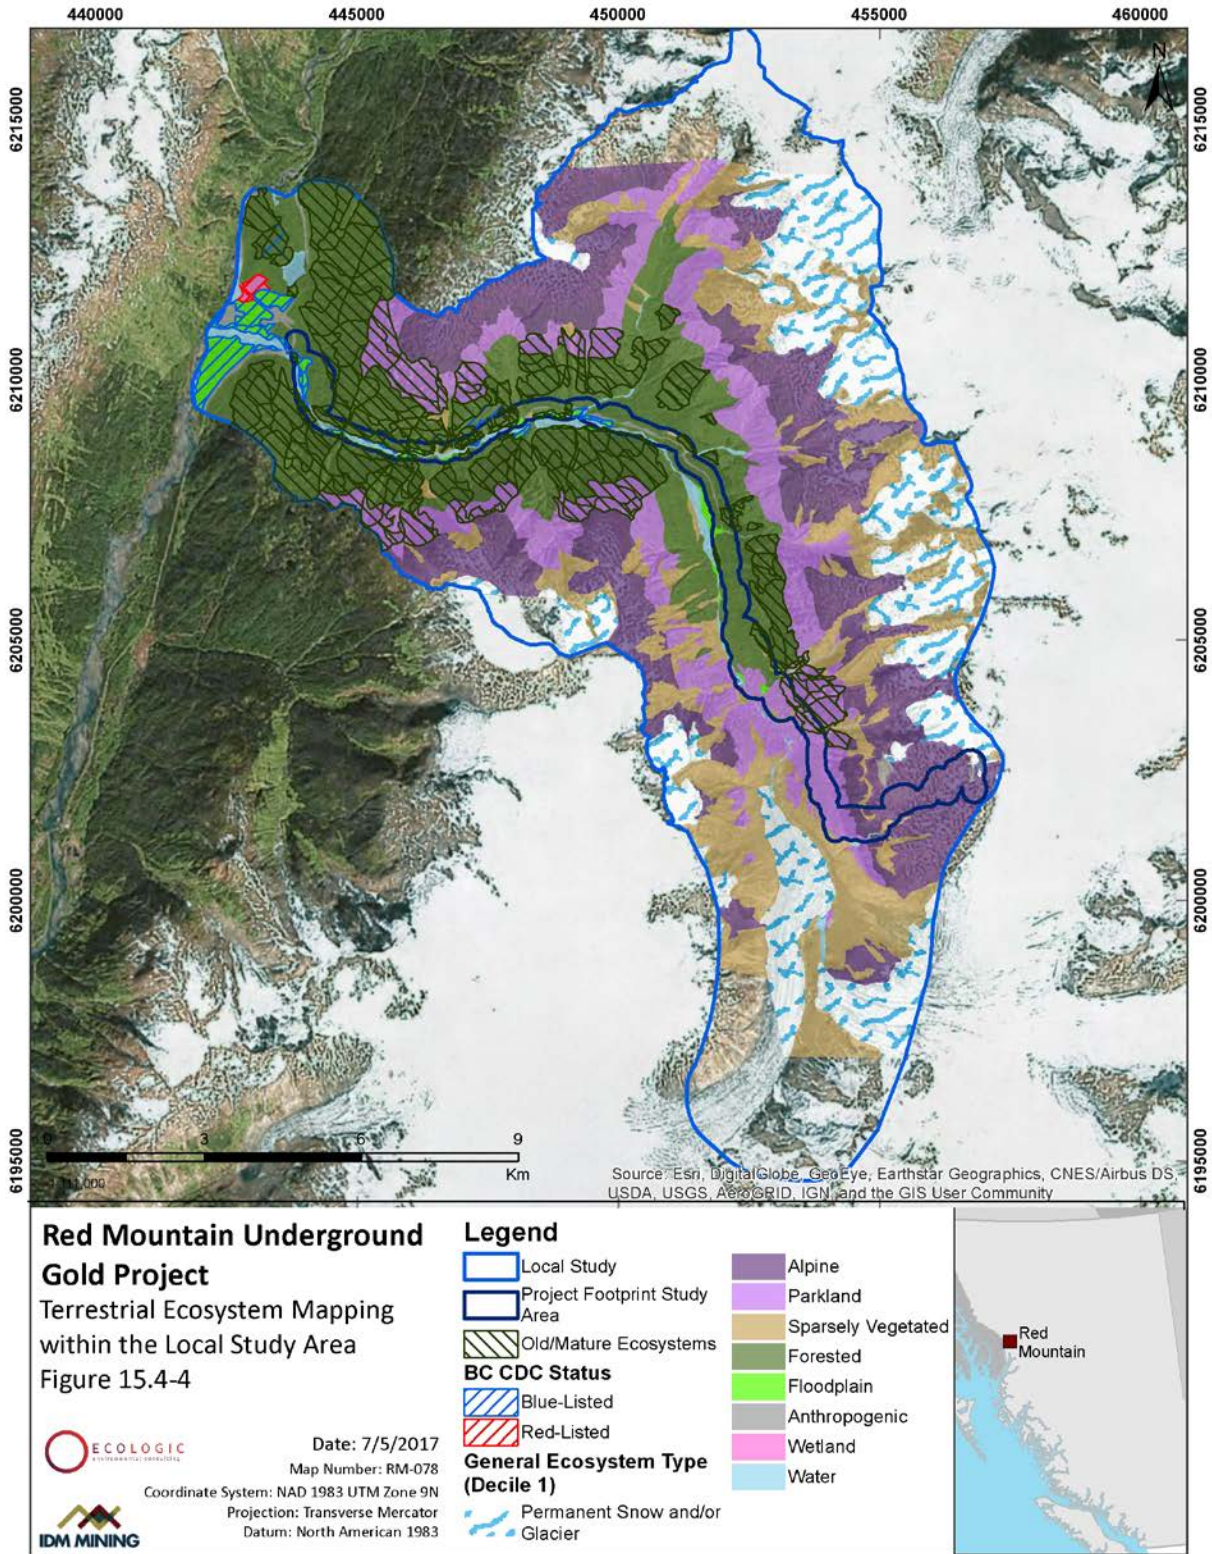 440000 445000 450000 455000 460000
N
6215000 6215000
6210000 6210000
6205000 6205000
6200000 6200000
6195000 6195000
0 3 6 9
Km
Source: Esri, DigitalGlobe, GeoEye, Earthstar Geographics, CNES/Airbus DS,
USDA, USGS, AeroGRID, IGN, and the GIS User Community
Red Mountain Underground
Gold Project
Terrestrial Ecosystem Mapping
within the Local Study Area
Figure 15.4-4
ECOLOGIC
environmental consulting
IDM MINING
Date: 7/5/2017
Map Number: RM-078
Coordinate System: NAD 1983 UTM Zone 9N
Projection: Transverse Mercator
Datum: North American 1983
Legend
Local Study
Project Footprint Study
Area
Old/Mature Ecosystems
BC CDC Status
Blue-Listed
Red-Listed
General Ecosystem Type
(Decile 1)
Permanent Snow and/or
Glacier
Alpine
Parkland
Sparsely Vegetated
Forested
Floodplain
Anthropogenic
Wetland
Water
Red
Mountain